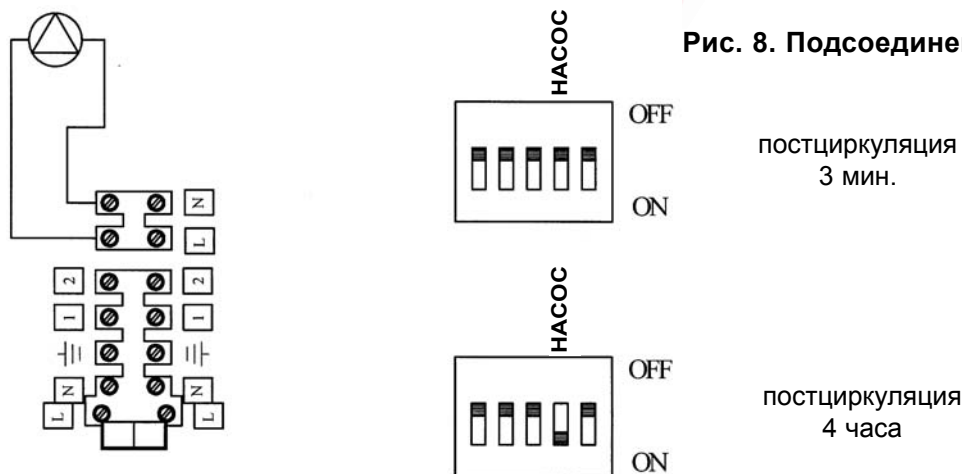 НАСОС
Рис. 8. Подсоедине
OFF
постциркуляция
3 мин.
ON
N
L
2 2
1 1
N N
L L
НАСОС
OFF
постциркуляция
4 часа
ON